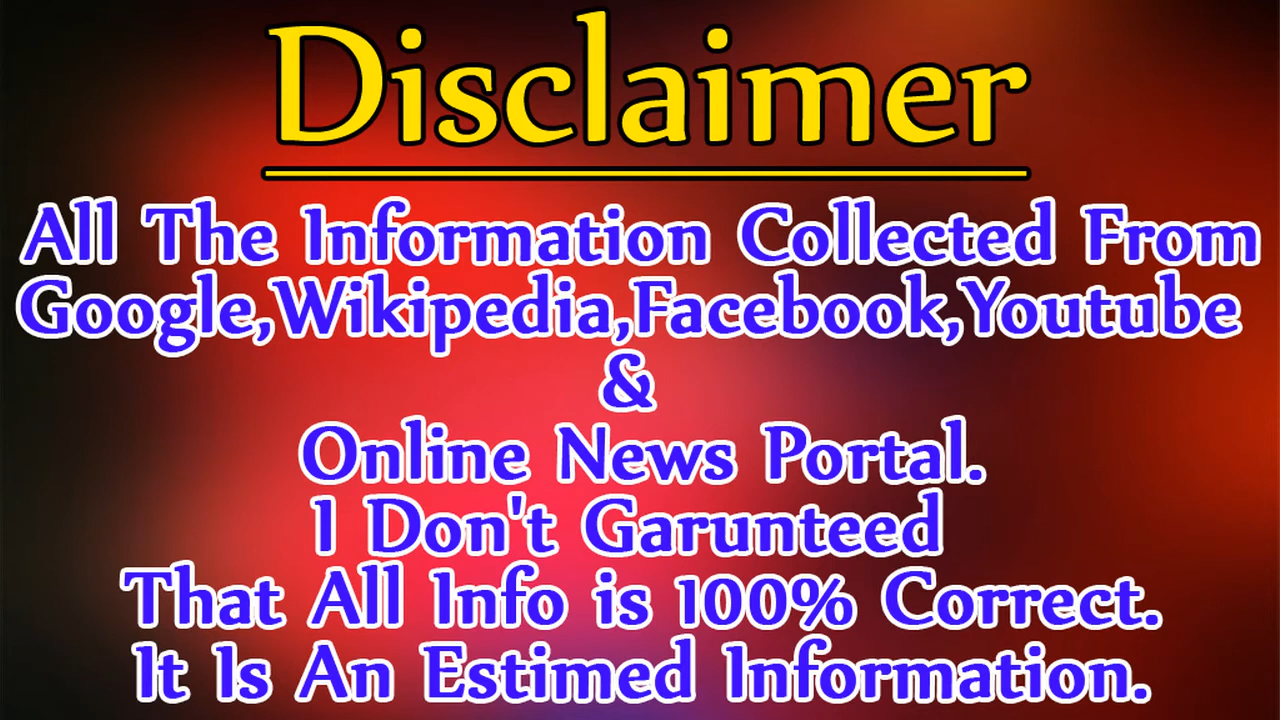 Disclaimer
All The Information Collected From
Google,Wikipedia,Facebook,Youtube
&
Online News Portal.
I Don't Garunteed
That All Info is 100% Correct.
It Is An Estimed Information.